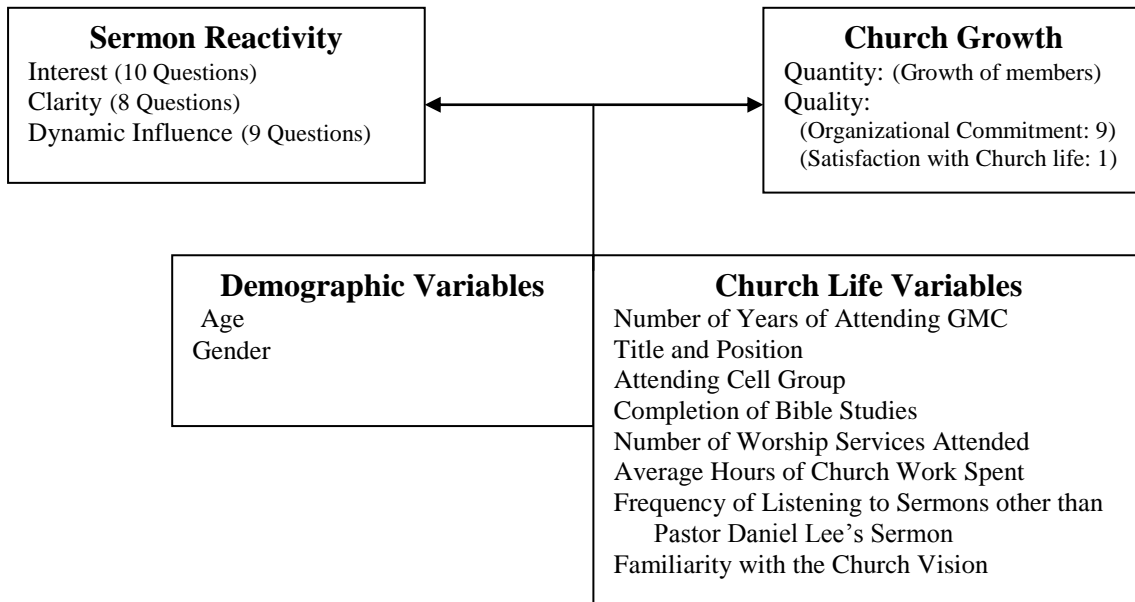 Sermon Reactivity
Interest (10 Questions)
Clarity (8 Questions)
Dynamic Influence (9 Questions)
Church Growth
Quantity: (Growth of members)
Quality:
(Organizational Commitment: 9)
(Satisfaction with Church life: 1)
Demographic Variables
Age
Gender
Church Life Variables
Number of Years of Attending GMC
Title and Position
Attending Cell Group
Completion of Bible Studies
Number of Worship Services Attended
Average Hours of Church Work Spent
Frequency of Listening to Sermons other than
Pastor Daniel Lee’s Sermon
Familiarity with the Church Vision